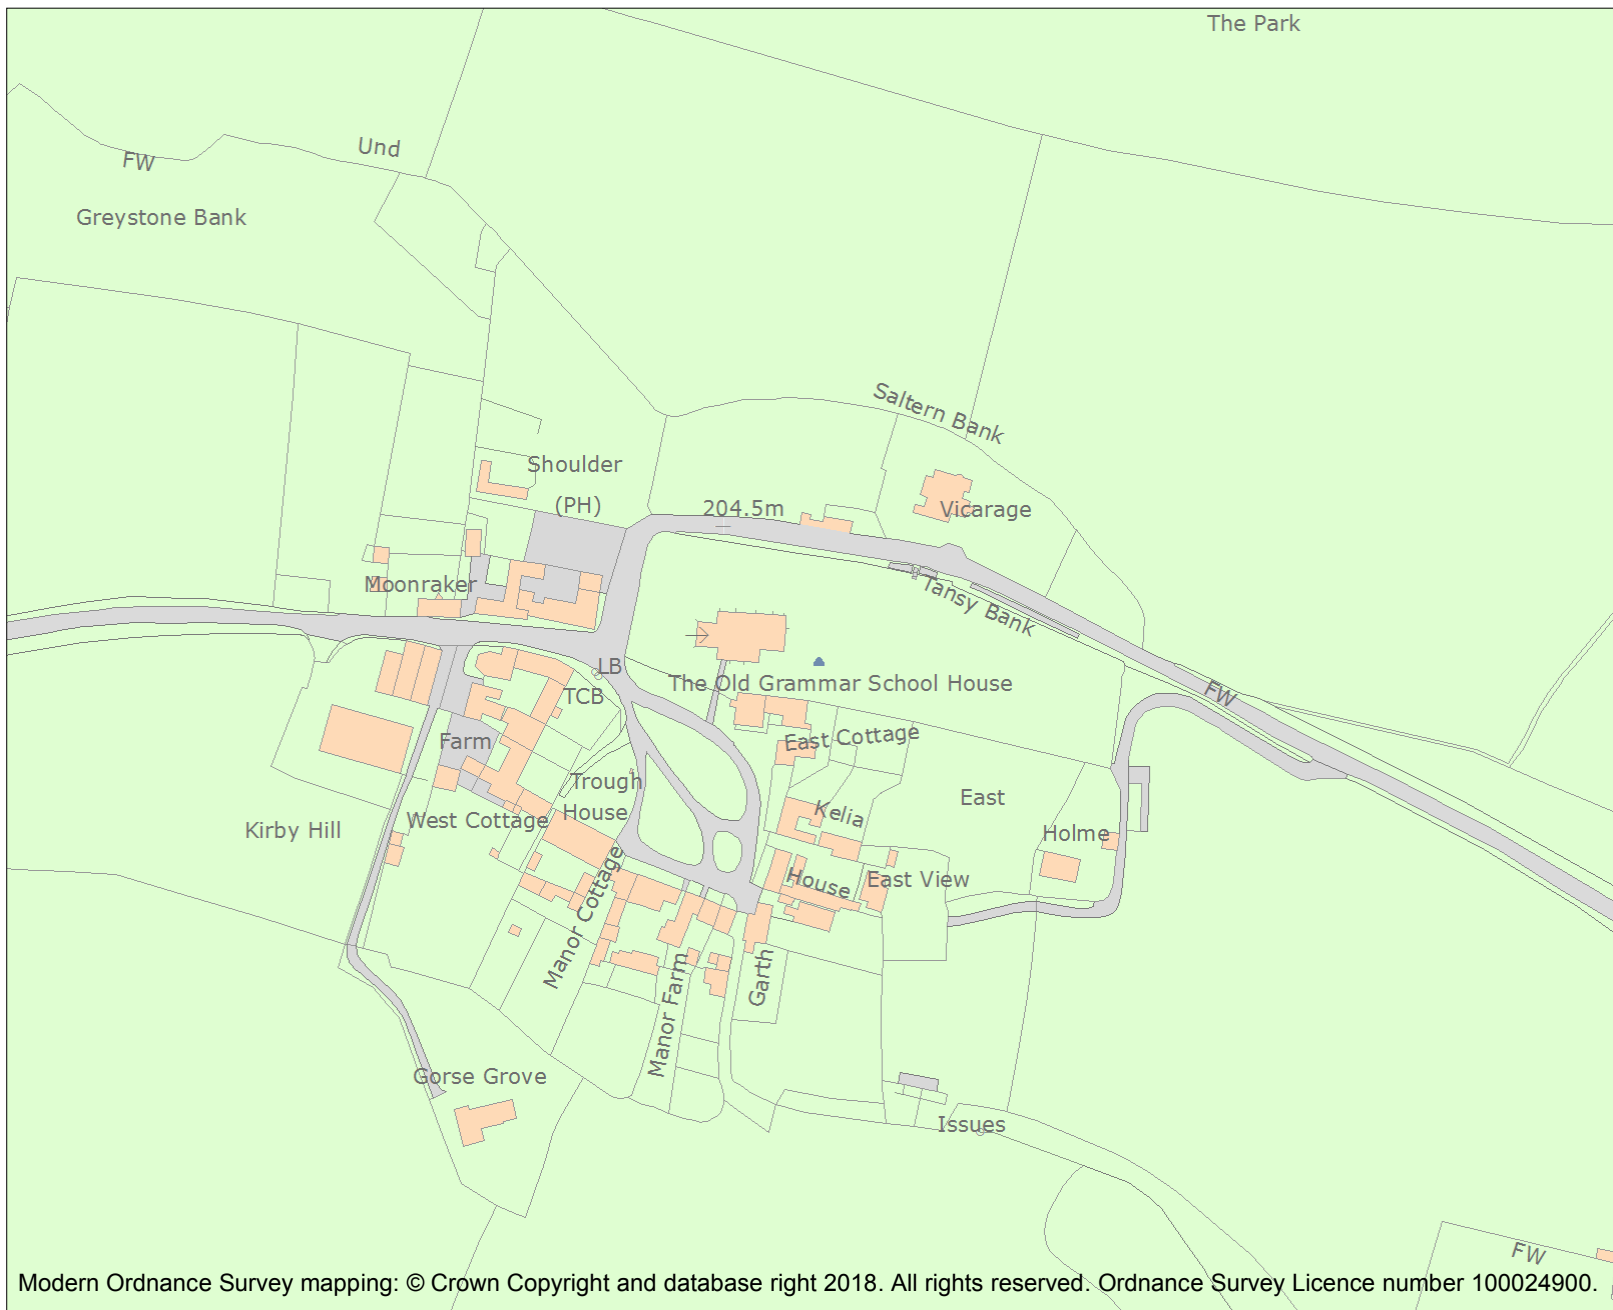 The Park
Und
FW
Greystone Bank
Saltern Bank
Shoulder
(PH)
204.5m
Vicarage
Moonraker
Tansy Bank
LB
The Old Grammar School House
TCB
FW
East Cottage
Farm
Trough
House
East
Kelia
West Cottage
Kirby Hill
Holme
Manor Cottage
House
East View
Garth
Manor Farm
Gorse Grove
Issues
FW
Modern Ordnance Survey mapping: © Crown Copyright and database right 2018. All rights reserved. Ordnance Survey Licence number 100024900.